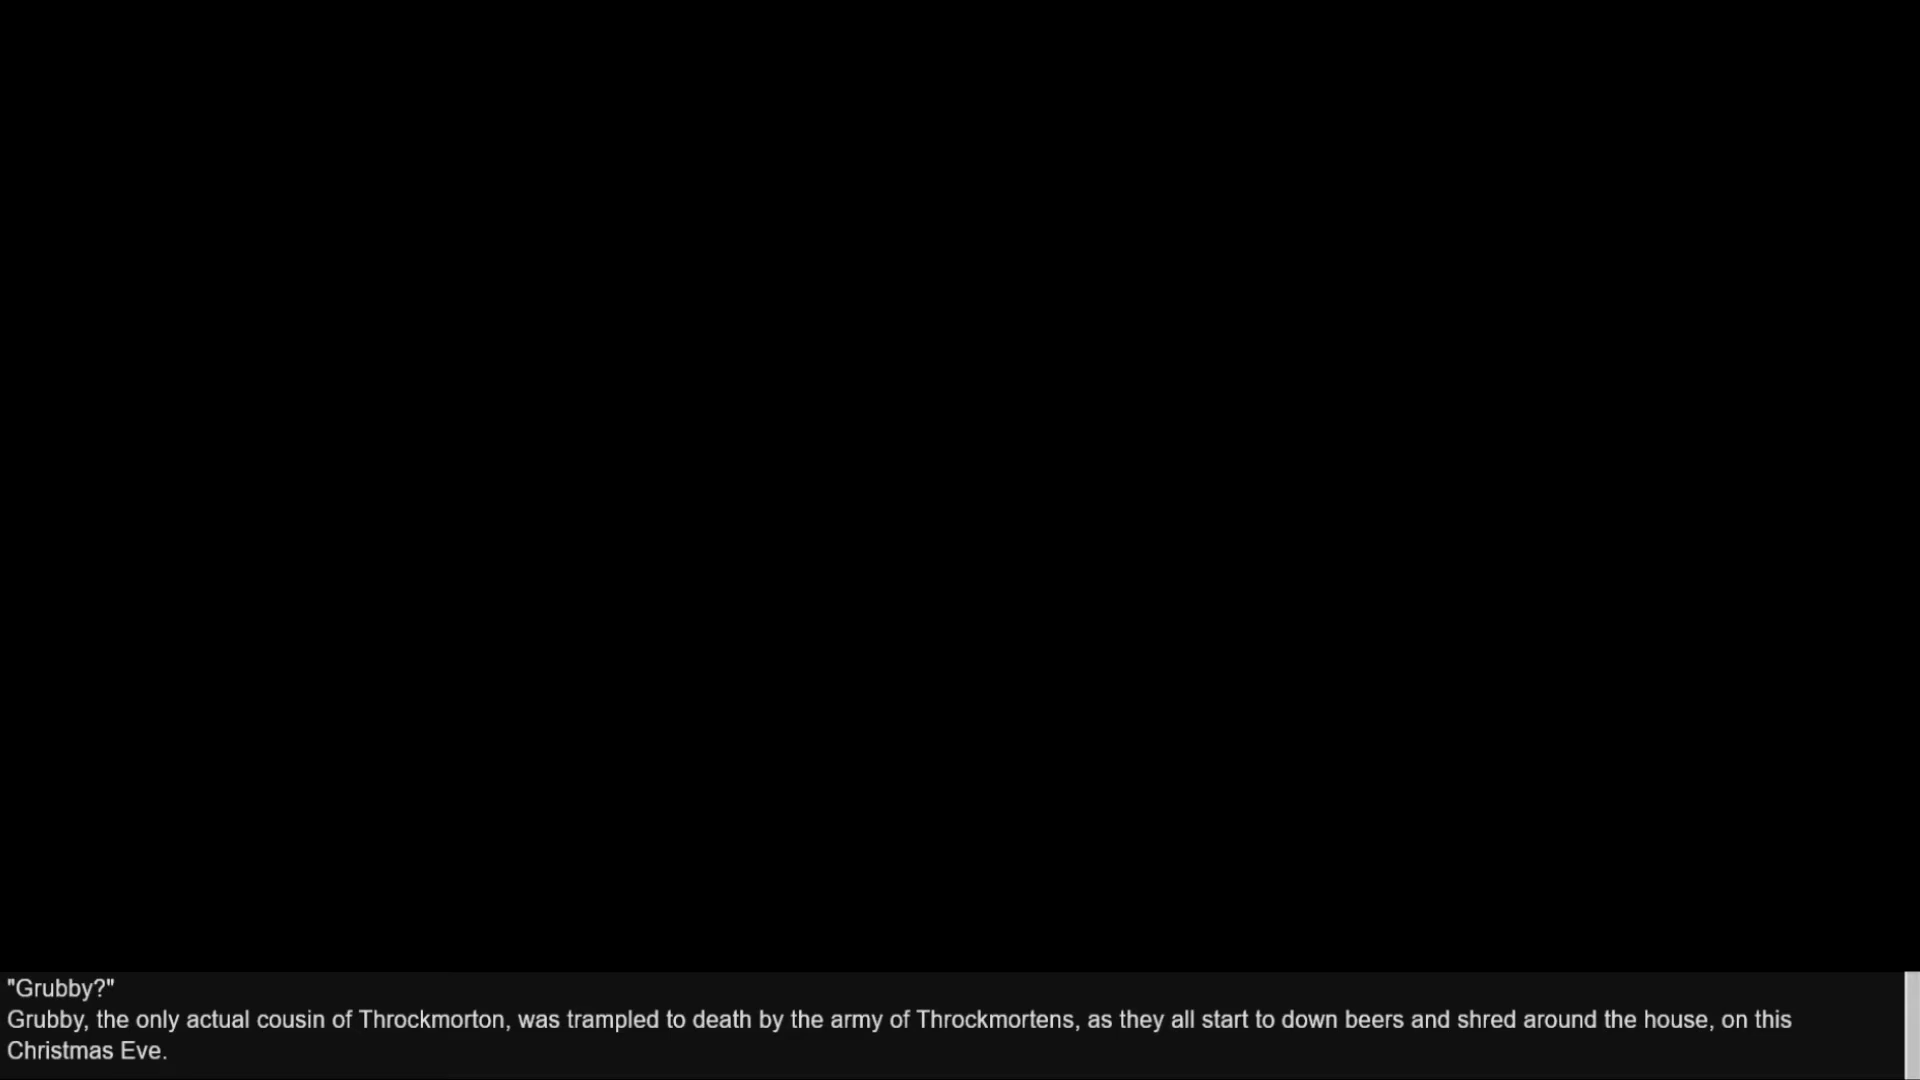 "Grubby?"
Grubby, the only actual cousin of Throckmorton, was trampled to death by the army of Throckmortens, as they all start to down beers and shred around the house, on this
Christmas Eve.